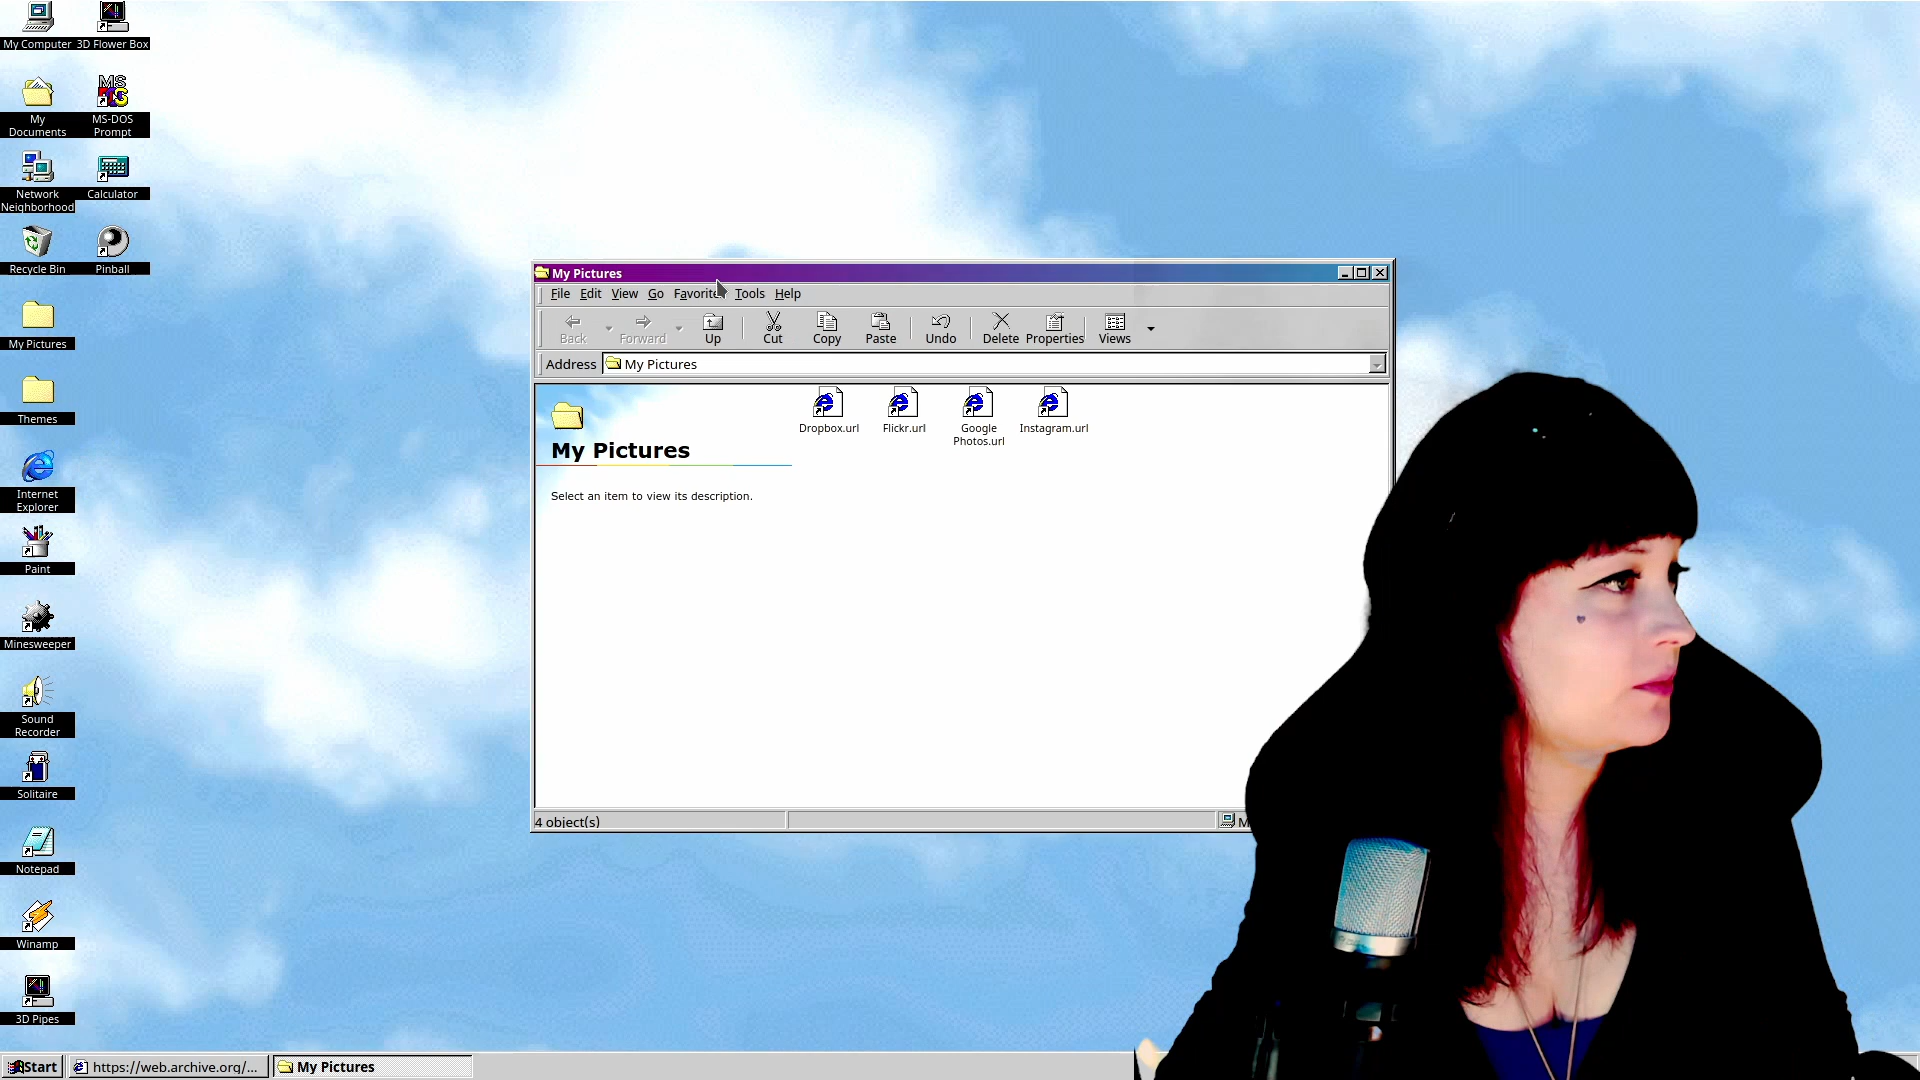 My Computer
3D Flower Box
My
Documents
MS-DOS
Prompt
Network
Neighborhood
Calculator
Recycle Bin
Pinball
My Pictures
Themes
Internet
Explorer
Paint
Minesweeper
Sound
Recorder
Solitaire
Notepad
Winamp
3D Pipes
My Pictures
File Edit View Go Favorites Tools Help
Back Forward Up Cut Copy Paste Undo Delete Properties Views
Address My Pictures
Dropbox.url
Flickr.url
Google
Photos.url
Instagram.url
My Pictures
Select an item to view its description.
4 object(s)
Start https://web.archive.org/... My Pictures